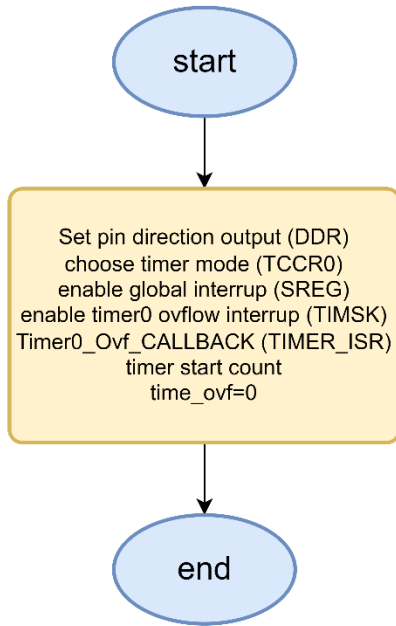 start
Set pin direction output (DDR)
choose timer mode (TCCR0)
enable global interrup (SREG)
enable timer0 ovflow interrup (TIMSK)
Timer0_Ovf_CALLBACK (TIMER_ISR)
timer start count
time_ovf=0
end